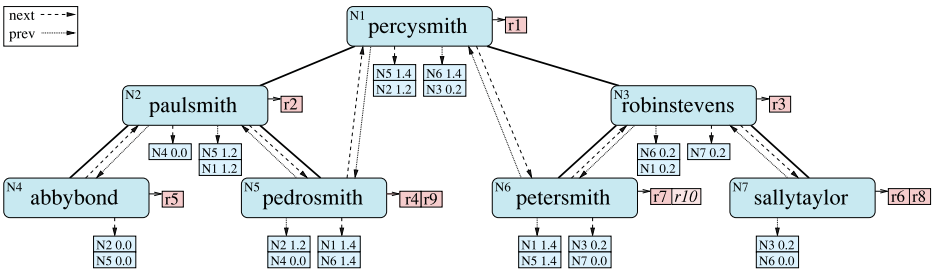 next
prev
N1 percysmith
r1
N5 1.4
N2 1.2
N6 1.4
N3 0.2
N2 paulsmith
r2
N3 robinstevens
r3
N4 0.0
N5 1.2
N1 1.2
N6 0.2
N1 0.2
N7 0.2
N4 abbybond
r5
N5 pedrosmith
r4 r9
N6 petersmith
r7 r10
N7 sallytaylor
r6 r8
N2 0.0
N5 0.0
N2 1.2
N4 0.0
N1 1.4
N6 1.4
N1 1.4
N5 1.4
N3 0.2
N7 0.0
N3 0.2
N6 0.0